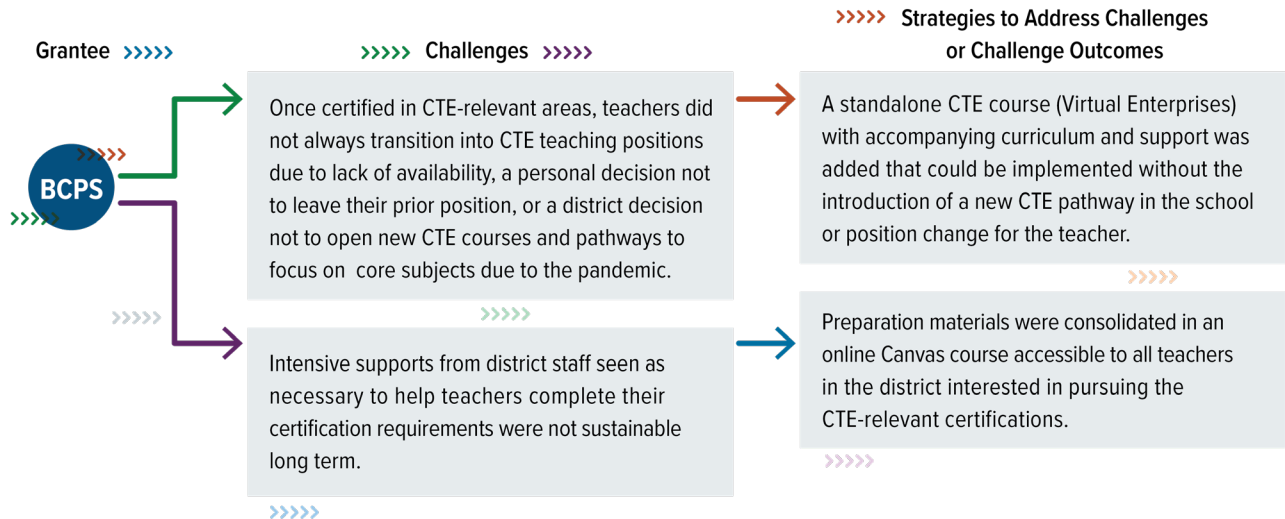 Grantee
Challenges
Strategies to Address Challenges
or Challenge Outcomes
BCPS
Once certified in CTE-relevant areas, teachers did
not always transition into CTE teaching positions
due to lack of availability, a personal decision not
to leave their prior position, or a district decision
not to open new CTE courses and pathways to
focus on core subjects due to the pandemic.
A standalone CTE course (Virtual Enterprises)
with accompanying curriculum and support was
added that could be implemented without the
introduction of a new CTE pathway in the school
or position change for the teacher.
Intensive supports from district staff seen as
necessary to help teachers complete their
certification requirements were not sustainable
long term.
Preparation materials were consolidated in an
online Canvas course accessible to all teachers
in the district interested in pursuing the
CTE-relevant certifications.